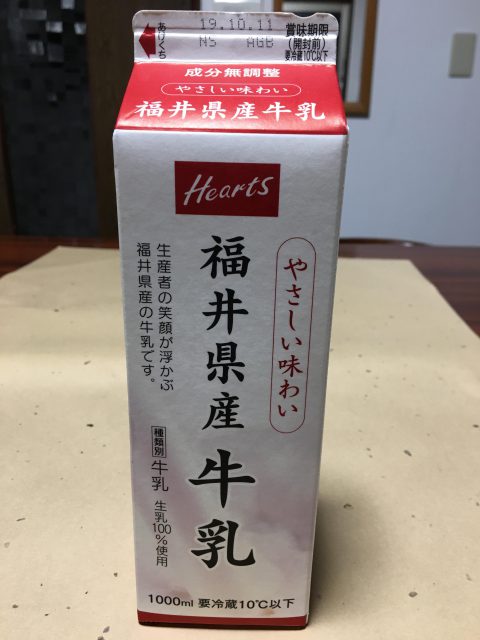 19.10.11
NS AGB
賞味期限
(開封前)
要冷蔵10℃以下
あけくち
成分無調整
やさしい味わい
福井県産牛乳
Hearts
やさしい味わい
福井県産
牛乳
生産者の笑顔が浮かぶ
福井県産の牛乳です。
種類別 牛乳 生乳100%使用
1000ml 要冷蔵10℃以下